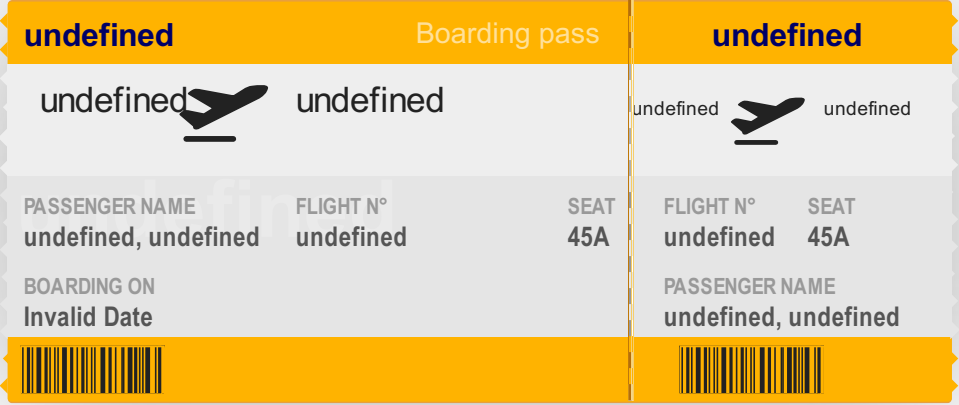 undefined
Boarding pass
undefined
undefined undefined
undefined undefined
undefined
PASSENGER NAME FLIGHT N° SEAT
undefined, undefined undefined 45A
BOARDING ON
Invalid Date
FLIGHT N° SEAT
undefined 45A
PASSENGER NAME
undefined, undefined